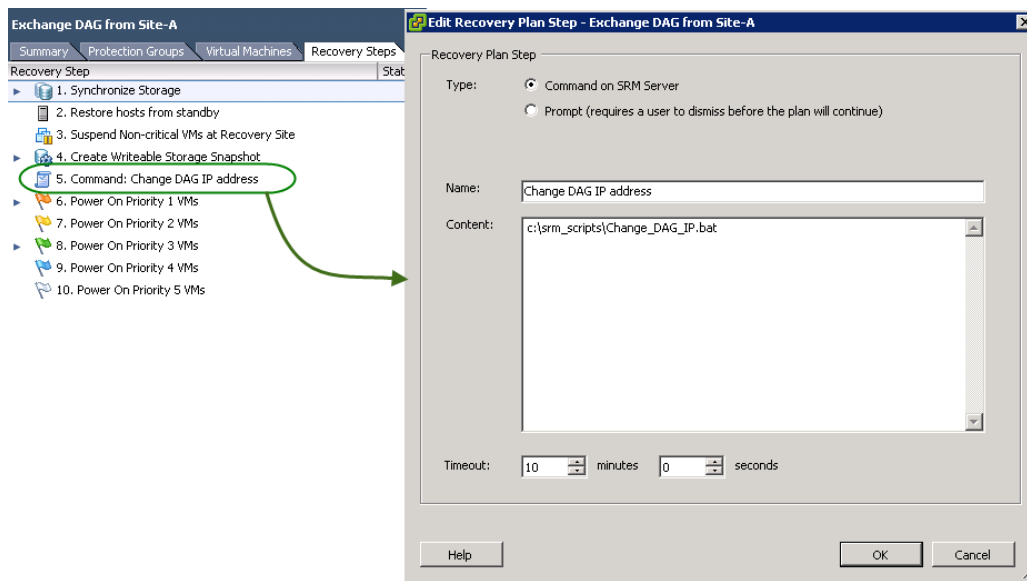 Exchange DAG from Site-A
Summary Protection Groups Virtual Machines Recovery Steps
Recovery Step Stat
1. Synchronize Storage
2. Restore hosts from standby
3. Suspend Non-critical VMs at Recovery Site
4. Create Writeable Storage Snapshot
5. Command: Change DAG IP address
6. Power On Priority 1 VMs
7. Power On Priority 2 VMs
8. Power On Priority 3 VMs
9. Power On Priority 4 VMs
10. Power On Priority 5 VMs
Edit Recovery Plan Step - Exchange DAG from Site-A
Recovery Plan Step
Type: Command on SRM Server
Prompt (requires a user to dismiss before the plan will continue)
Name: Change DAG IP address
Content: c:\srm_scripts\Change_DAG_IP.bat
Timeout: 10 minutes 0 seconds
Help OK Cancel